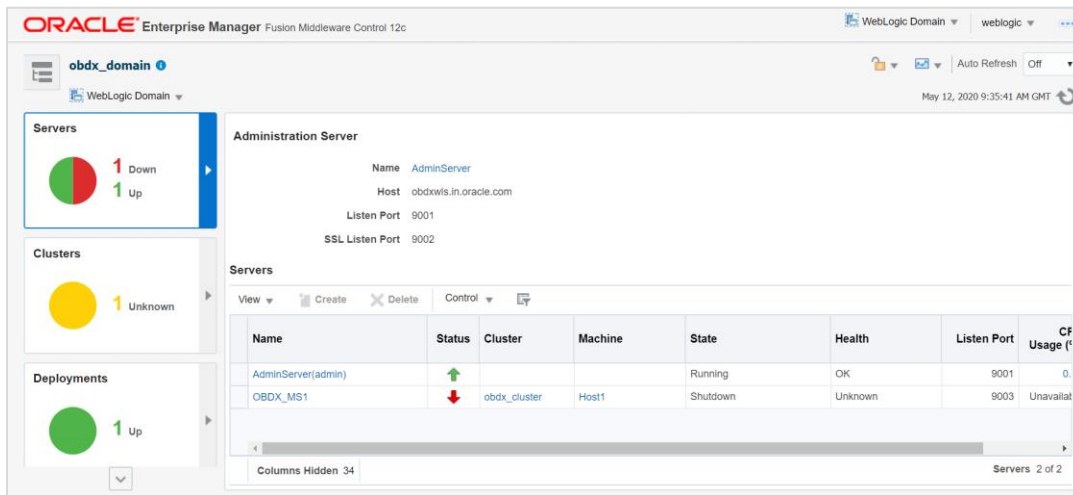 ORACLE Enterprise Manager Fusion Middleware Control 12c
WebLogic Domain weblogic
obdx_domain
Auto Refresh Off
WebLogic Domain
May 12, 2020 9:35:41 AM GMT
Servers
1 Down
1 Up
Clusters
1 Unknown
Deployments
1 Up
Administration Server
Name AdminServer
Host obdxwls.in.oracle.com
Listen Port 9001
SSL Listen Port 9002
Servers
View Create Delete Control
Name Status Cluster Machine State Health Listen Port
Usage (
AdminServer(admin) Running OK 9001 0.
OBDX_MS1 obdx_cluster Host1 Shutdown Unknown 9003
Columns Hidden 34 Servers 2 of 2